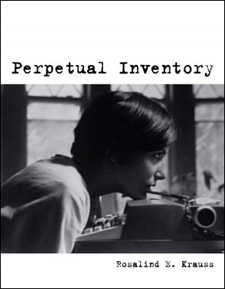 Perpetual Inventory
Rosalind E. Krauss